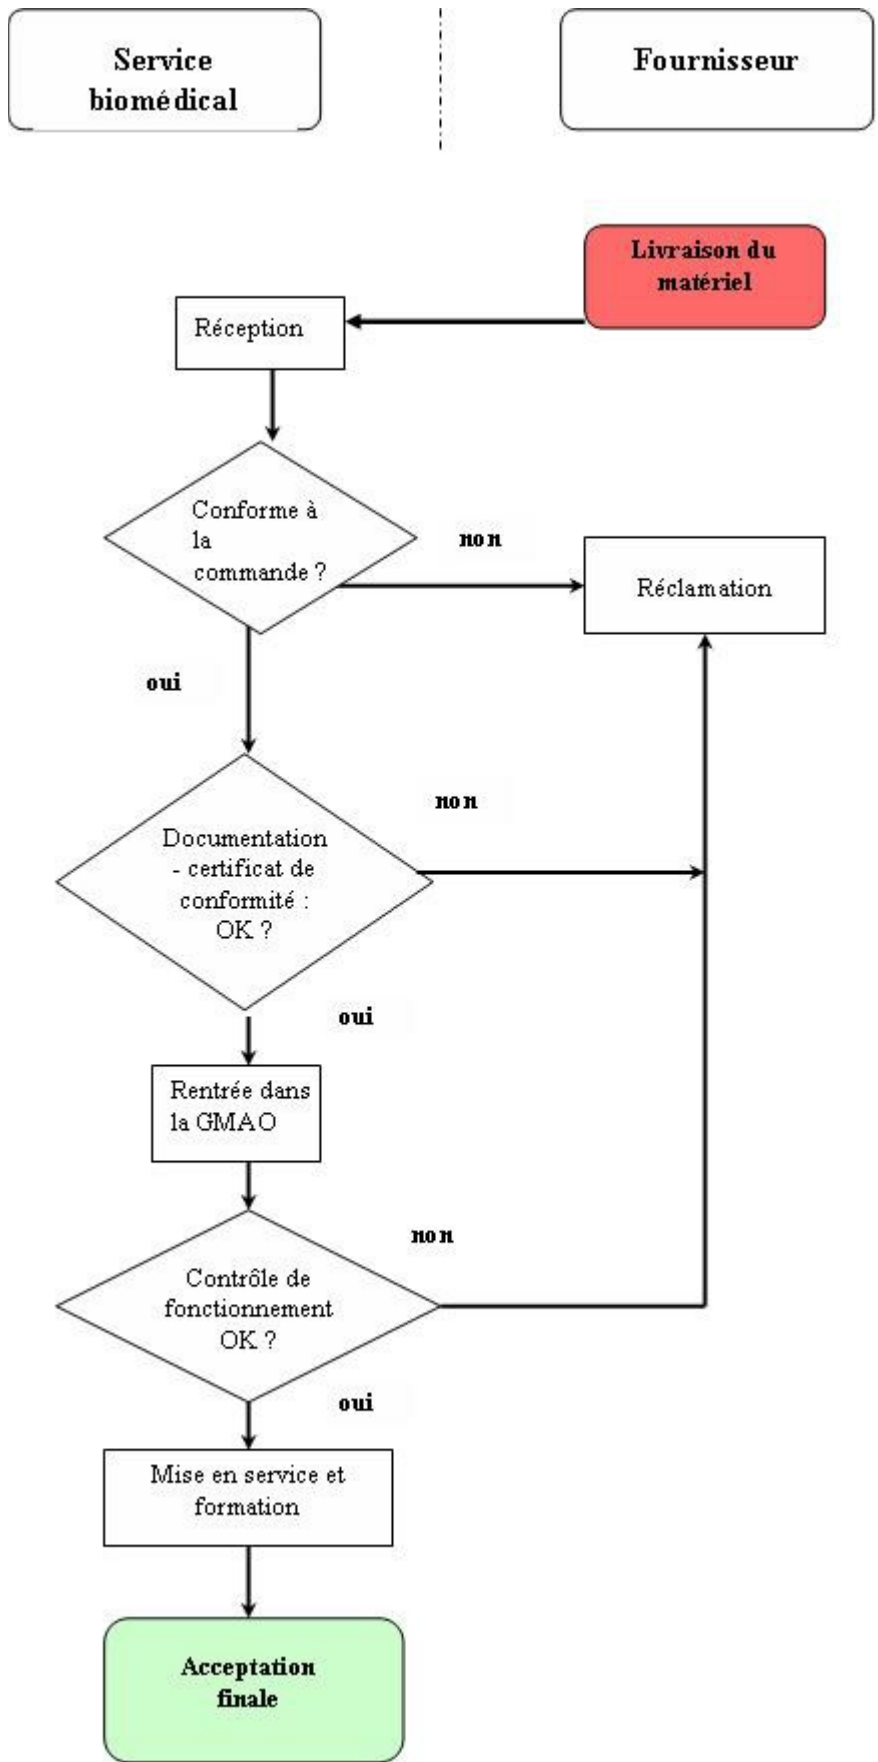 Service
biomédical
Fournisseur
Livraison du
matériel
Réception
Conforme à
la
commande ?
non
Réclamation
oui
non
Documentation
- certificat de
conformité :
OK ?
oui
Rentrée dans
la GMAO
non
Contrôle de
fonctionnement
OK ?
oui
Mise en service et
formation
Acceptation
finale